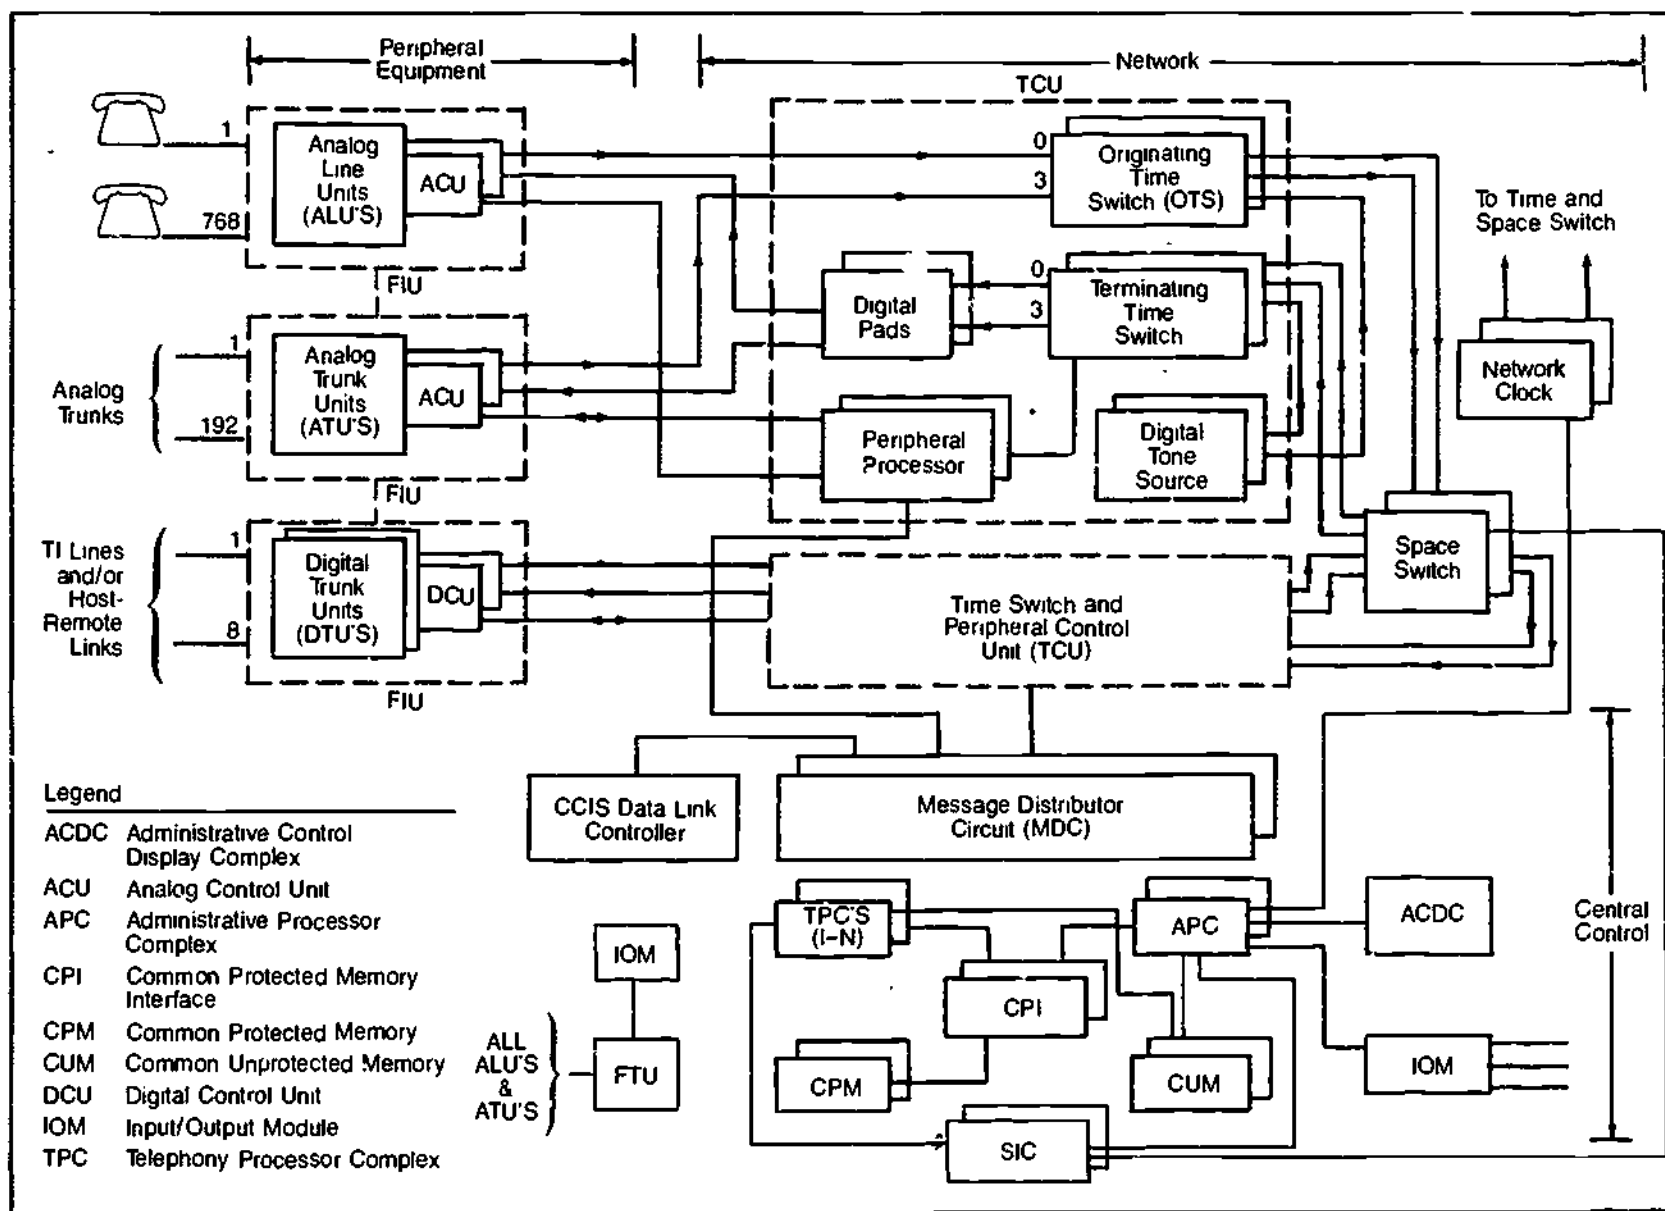 Peripheral
Equipment
Network
TCU
1
768
Analog
Line
Units
(ALU'S)
ACU
FIU
0
3
Originating
Time
Switch (OTS)
To Time and
Space Switch
Digital
Pads
0
3
Terminating
Time
Switch
Network
Clock
Analog
Trunks
1
192
Analog
Trunk
Units
(ATU'S)
ACU
FIU
Peripheral
Processor
Digital
Tone
Source
Space
Switch
TI Lines
and/or
Host-
Remote
Links
1
8
Digital
Trunk
Units
(DTU'S)
DCU
FIU
Time Switch and
Peripheral Control
Unit (TCU)
CCIS Data Link
Controller
Message Distributor
Circuit (MDC)
Legend
ACDC Administrative Control
Display Complex
ACU Analog Control Unit
APC Administrative Processor
Complex
CPI Common Protected Memory
Interface
CPM Common Protected Memory
CUM Common Unprotected Memory
DCU Digital Control Unit
IOM Input/Output Module
TPC Telephony Processor Complex
ALL
ALU'S
&
ATU'S
IOM
FTU
TPC'S
(I-N)
APC
ACDC
Central
Control
CPI
CPM
CUM
IOM
SIC